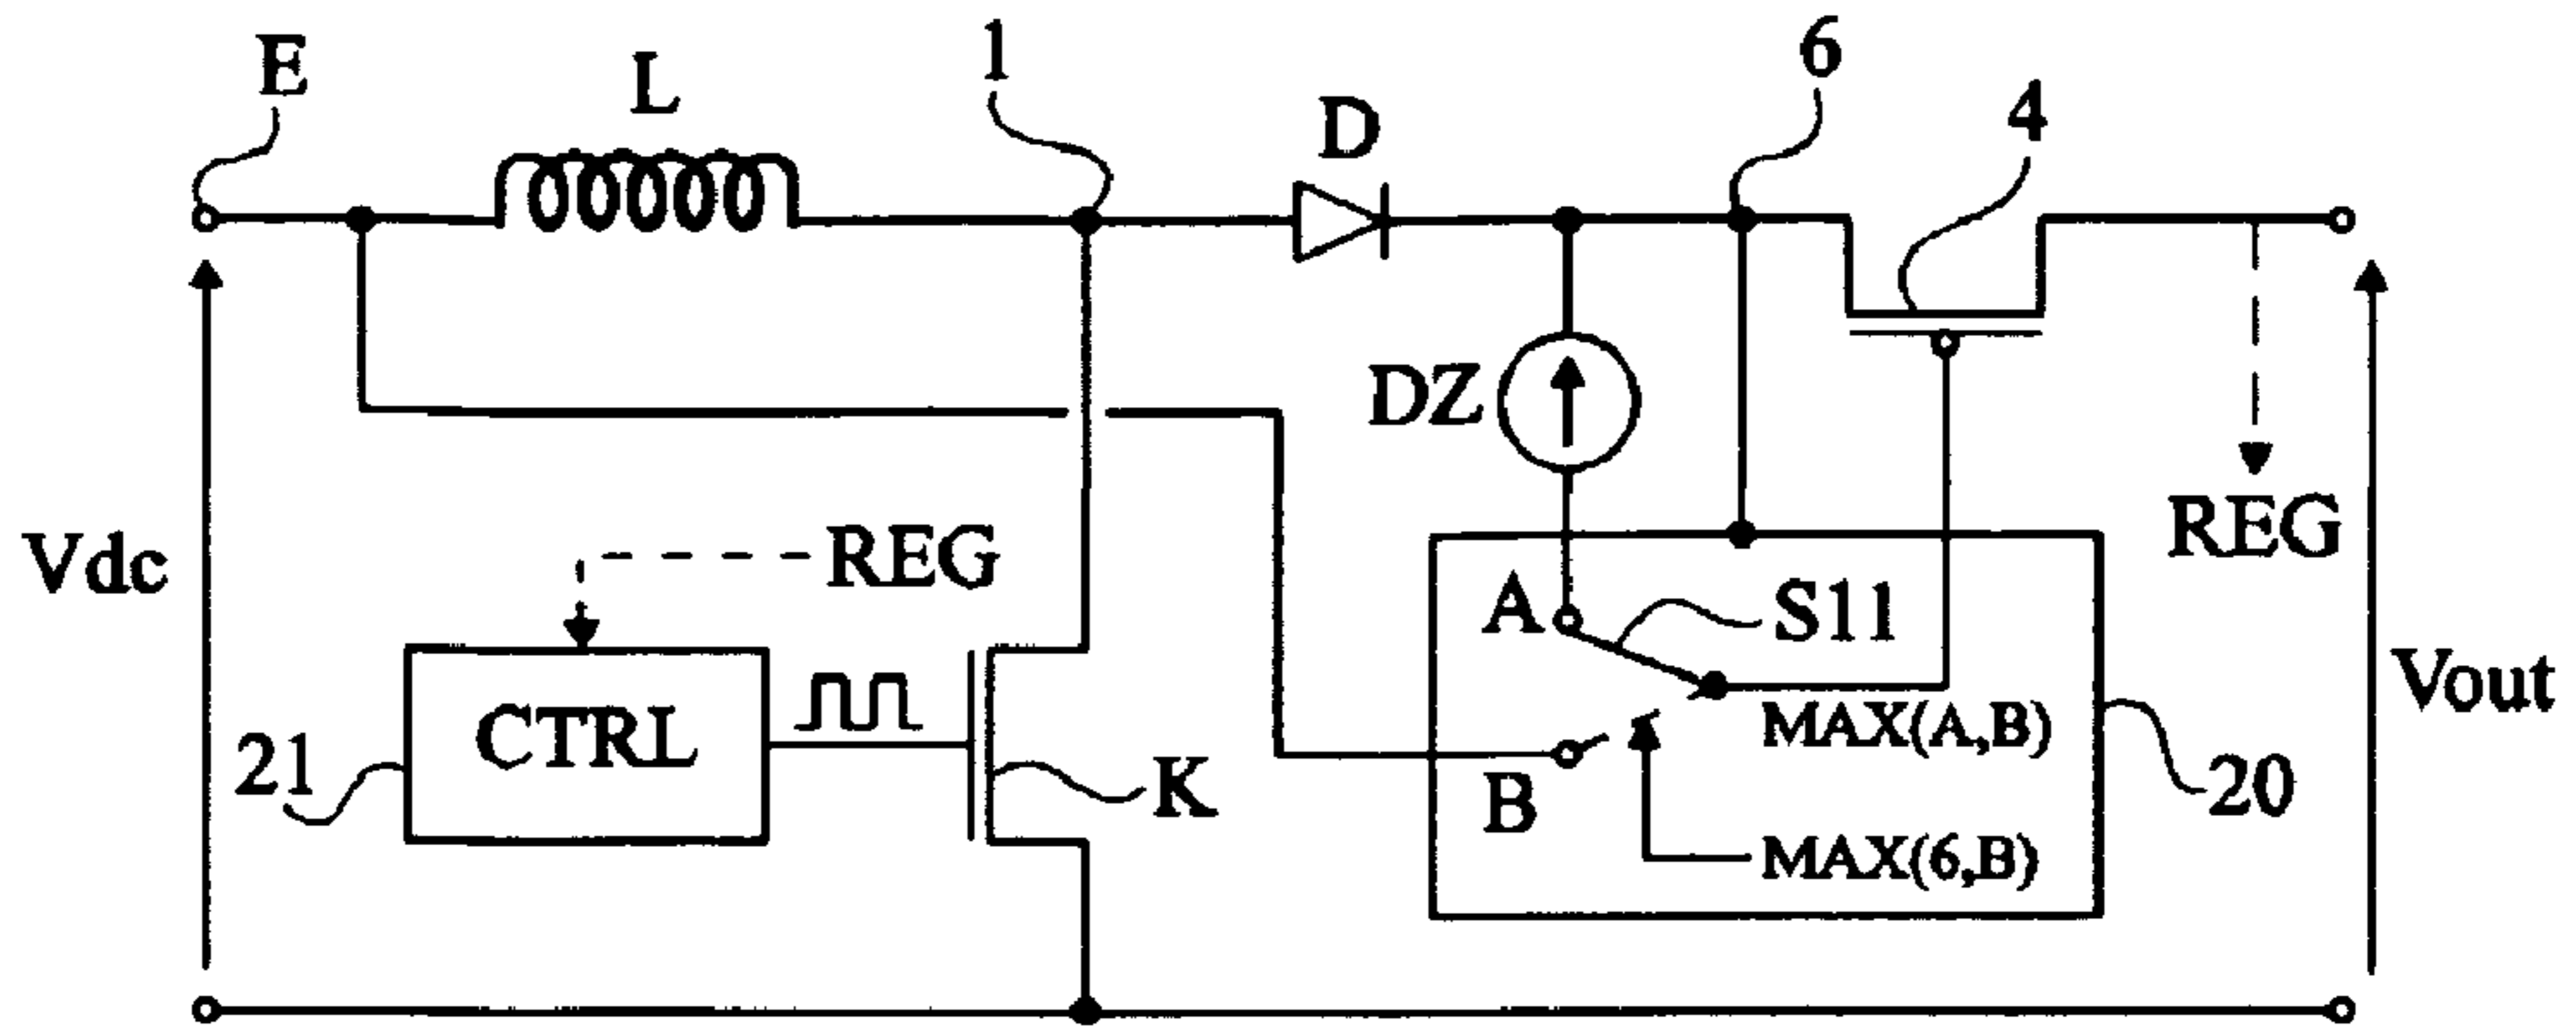 E
L
1
D
6
4
DZ
Vdc
REG
REG
A
S11
CTRL
21
K
B
MAX(A,B)
MAX(6,B)
20
Vout